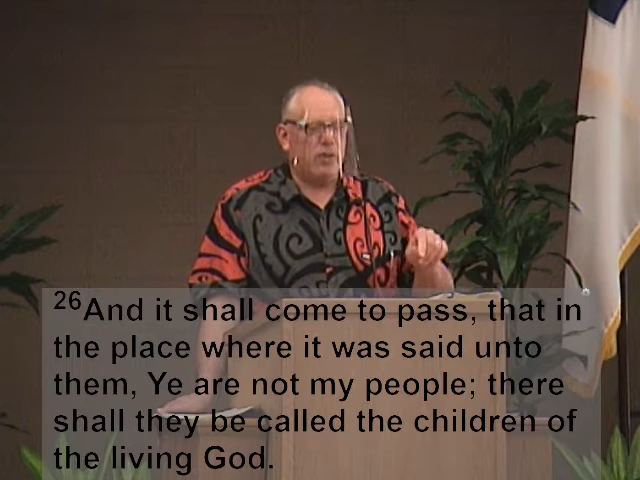 26And it shall come to pass, that in
the place where it was said unto
them, Ye are not my people; there
shall they be called the children of
the living God.